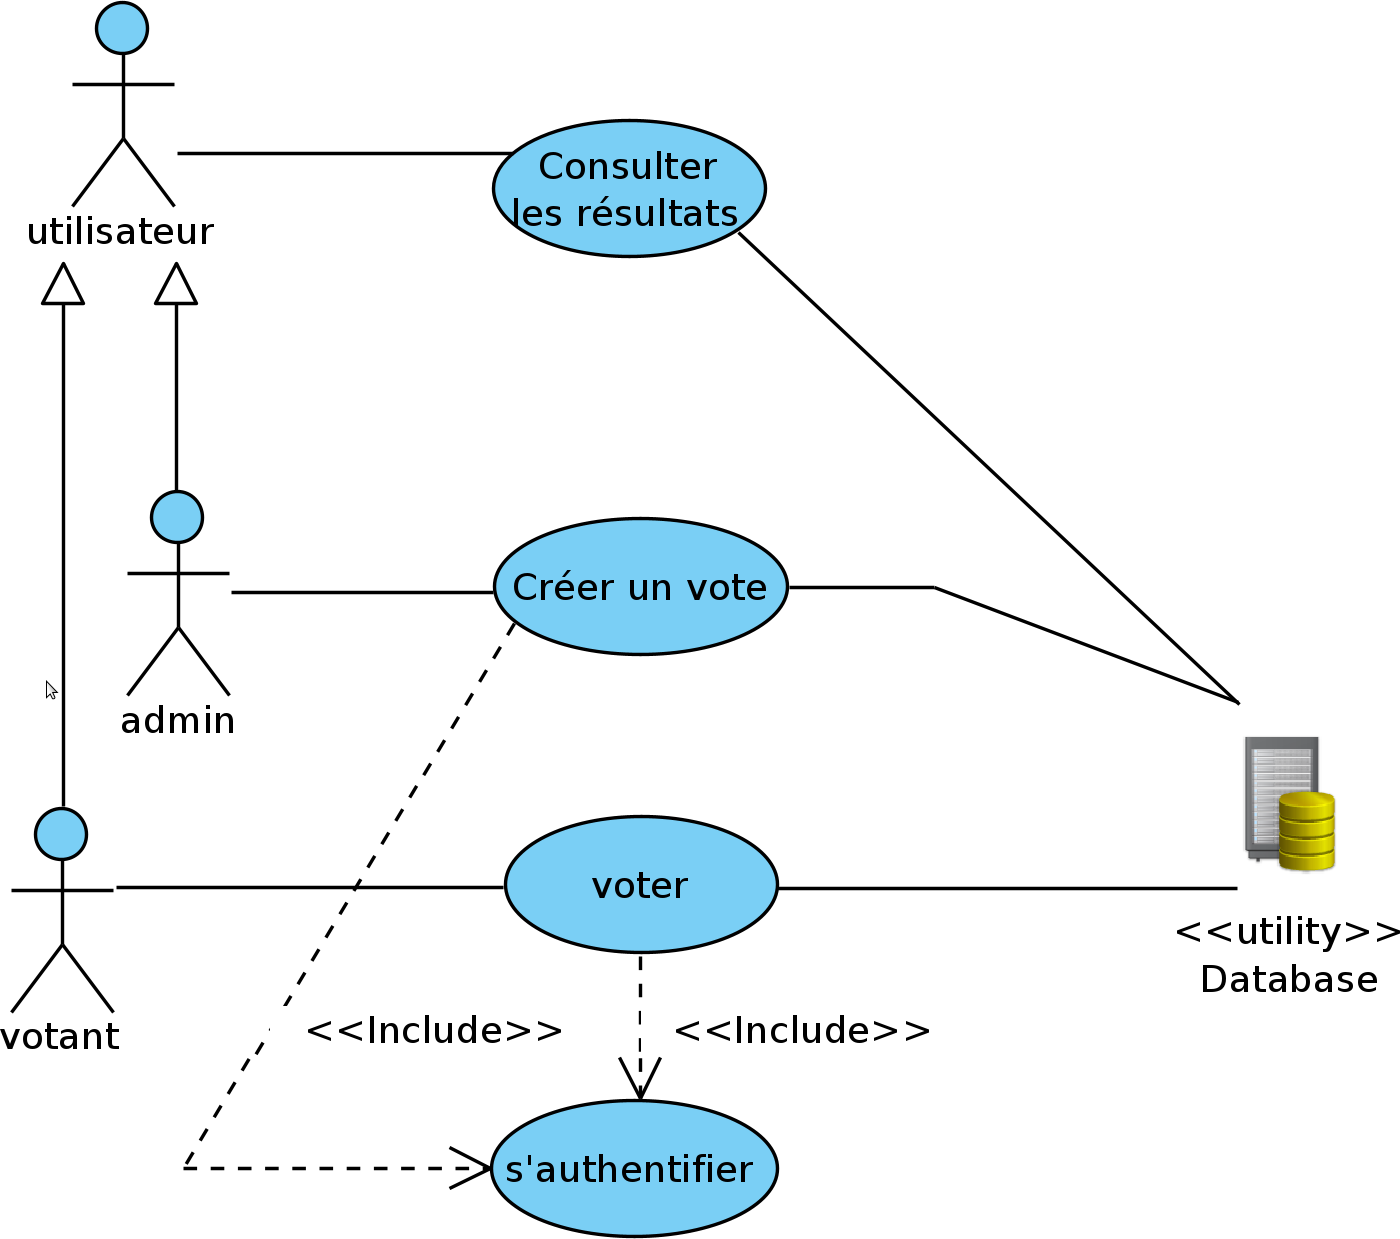 utilisateur
Consulter
les résultats
admin
Créer un vote
votant
voter
<<utility>>
Database
<<Include>>
<<Include>>
s'authentifier